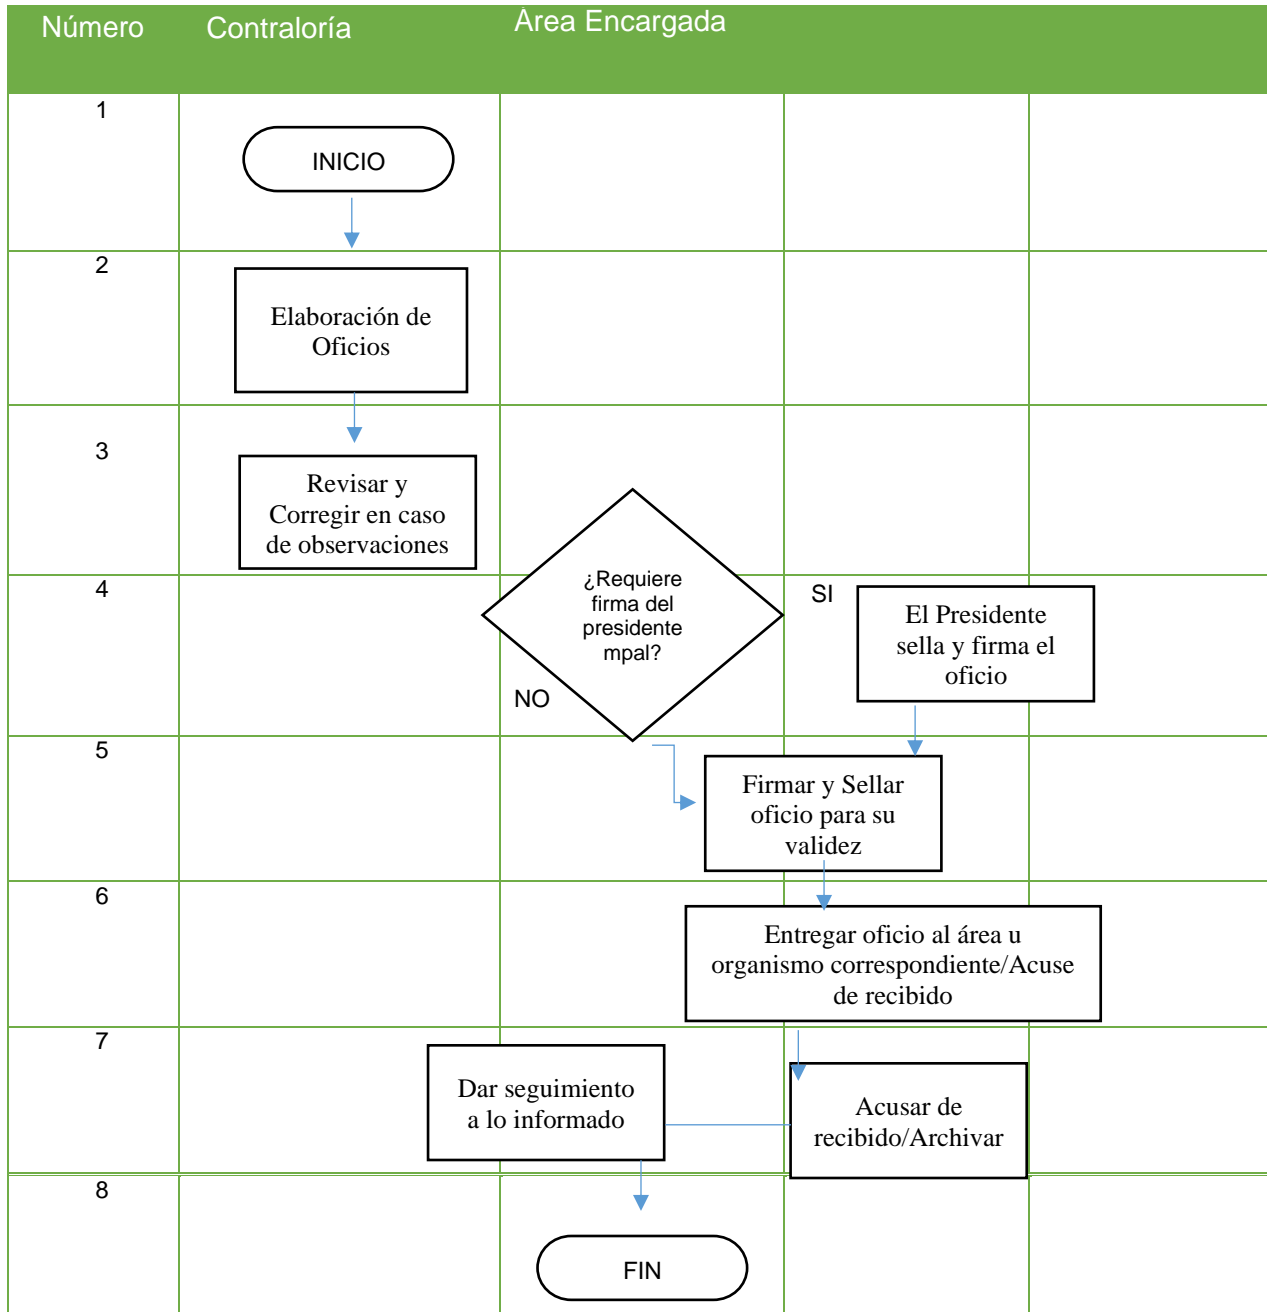 Número
Contraloría
Área Encargada
1
INICIO
2
Elaboración de
Oficios
3
Revisar y
Corregir en caso
de observaciones
4
¿Requiere
firma del
presidente
mpal?
SI
NO
El Presidente
sella y firma el
oficio
5
Firmar y Sellar
oficio para su
validez
6
Entregar oficio al área u
organismo correspondiente/Acuse
de recibido
7
Dar seguimiento
a lo informado
Acusar de
recibido/Archivar
8
FIN